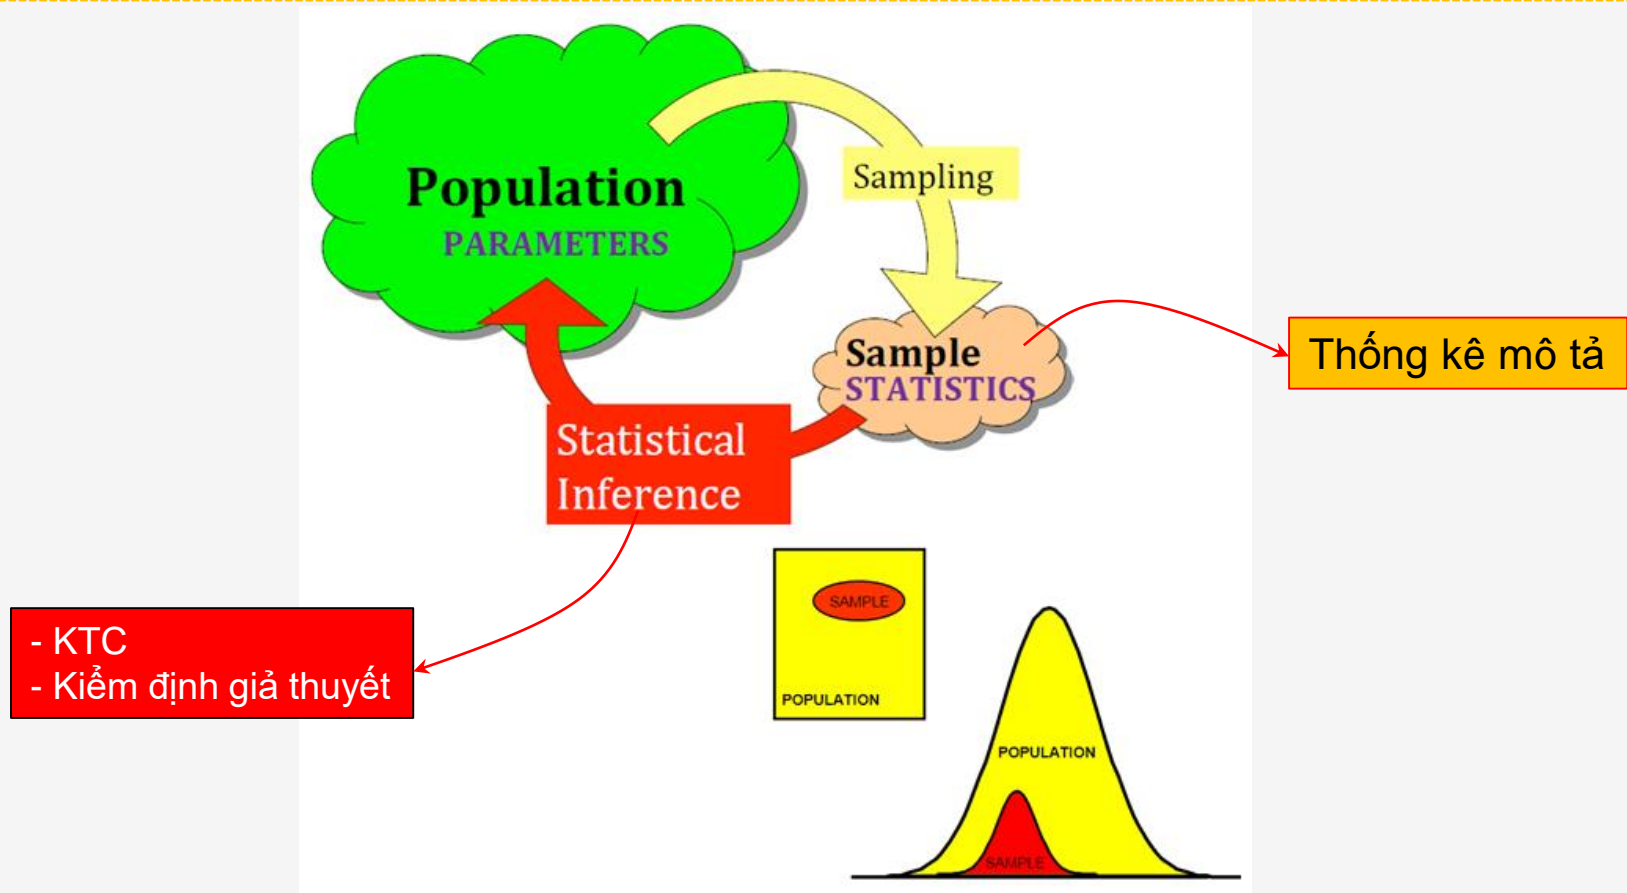 Population
PARAMETERS
Sampling
Sample
STATISTICS
Thống kê mô tả
Statistical
Inference
- KTC
- Kiểm định giả thuyết
SAMPLE
POPULATION
POPULATION
SAMPLE